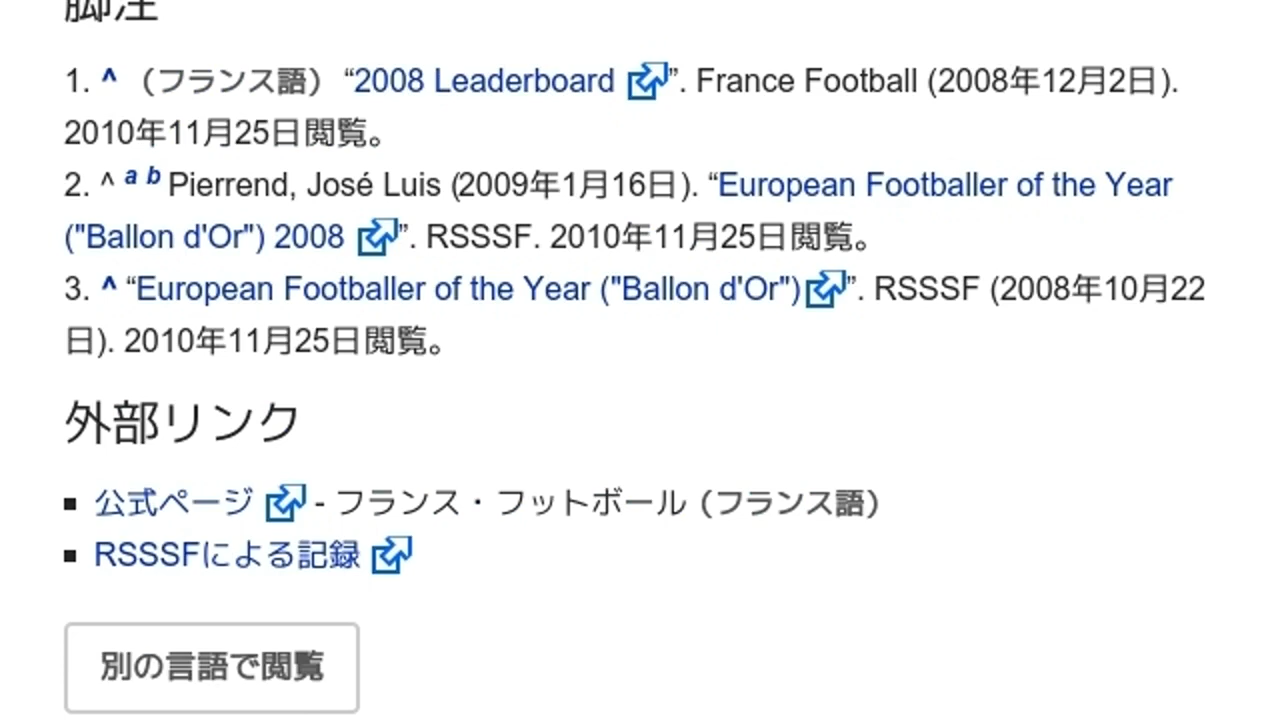 脚注
1. ^ （フランス語） “2008 Leaderboard ”. France Football (2008年12月2日).
2010年11月25日閲覧。
2. ^ a b Pierrend, José Luis (2009年1月16日). “European Footballer of the Year
("Ballon d'Or") 2008 ”. RSSSF. 2010年11月25日閲覧。
3. ^ “European Footballer of the Year ("Ballon d'Or") ”. RSSSF (2008年10月22
日). 2010年11月25日閲覧。
外部リンク
公式ページ - フランス・フットボール（フランス語）
RSSSFによる記録
別の言語で閲覧